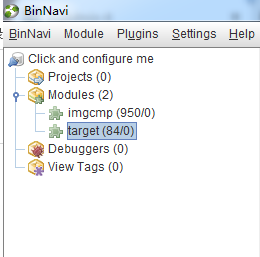 BinNavi
BinNavi Module Plugins Settings Help
Click and configure me
Projects (0)
Modules (2)
imgcmp (950/0)
target (84/0)
Debuggers (0)
View Tags (0)